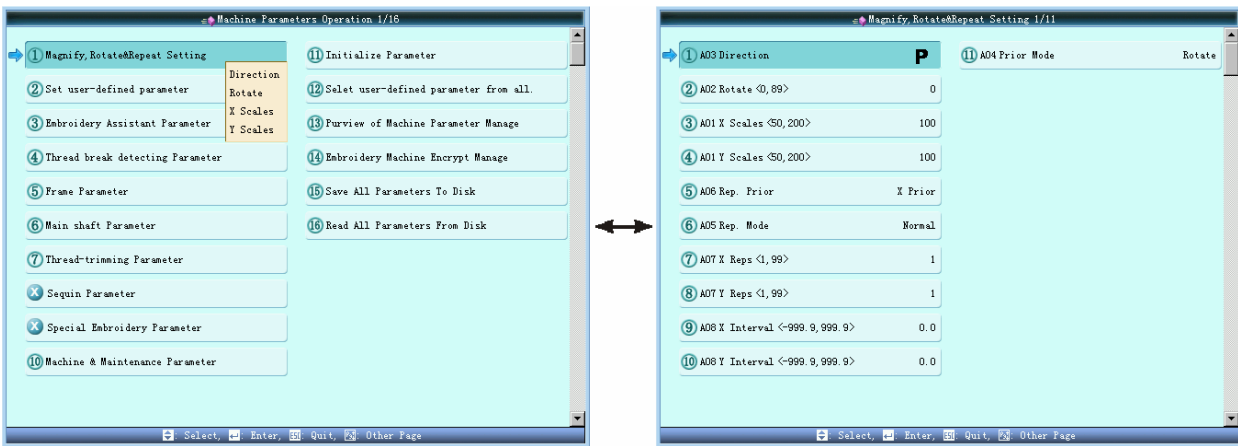 Machine Parameters Operation 1/16
1 Magnify,Rotate&Repeat Setting
Direction
Rotate
X Scales
Y Scales
2 Set user-defined parameter
3 Embroidery Assistant Parameter
4 Thread break detecting Parameter
5 Frame Parameter
6 Main shaft Parameter
7 Thread-trimming Parameter
X Sequin Parameter
X Special Embroidery Parameter
10 Machine & Maintenance Parameter
11 Initialize Parameter
12 Selet user-defined parameter from all.
13 Purview of Machine Parameter Manage
14 Embroidery Machine Encrypt Manage
15 Save All Parameters To Disk
16 Read All Parameters From Disk
: Select, : Enter, ESC: Quit, : Other Page
Magnify,Rotate&Repeat Setting 1/11
1 A03 Direction P
2 A02 Rotate <0,89> 0
3 A01 X Scales <50,200> 100
4 A01 Y Scales <50,200> 100
5 A06 Rep. Prior X Prior
6 A05 Rep. Mode Normal
7 A07 X Reps <1,99> 1
8 A07 Y Reps <1,99> 1
9 A08 X Interval <-999.9,999.9> 0.0
10 A08 Y Interval <-999.9,999.9> 0.0
11 A04 Prior Mode Rotate
: Select, : Enter, ESC: Quit, : Other Page